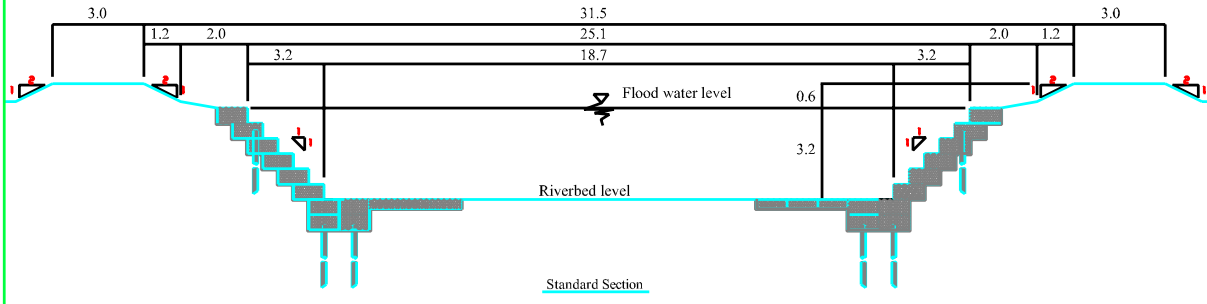 3.0 31.5 3.0
1.2 2.0 25.1 2.0 1.2
3.2 18.7 3.2
2 2 2 2
1 1 1 1
Flood water level 0.6
1 1 1 1
3.2
Riverbed level
Standard Section